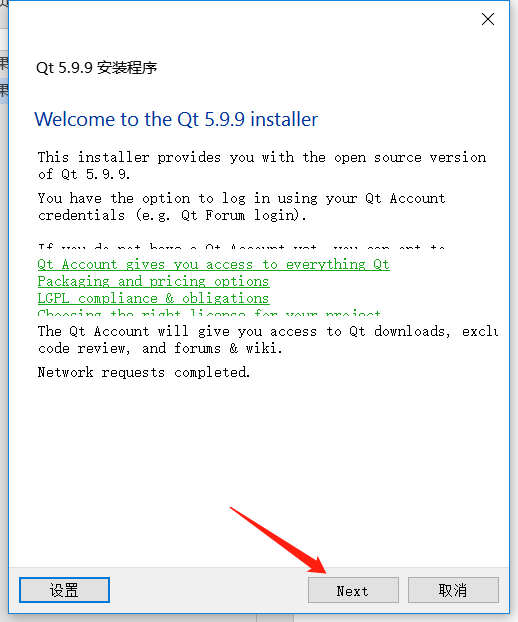 Qt 5.9.9 安装程序
Welcome to the Qt 5.9.9 installer
This installer provides you with the open source version
of Qt 5.9.9.
You have the option to log in using your Qt Account
credentials (e.g. Qt Forum login).
If you do not have a Qt Account yet, you can opt to
Qt Account gives you access to everything Qt
Packaging and pricing options
LGPL compliance & obligations
Choosing the right license for your project
The Qt Account will give you access to Qt downloads, exclu
code review, and forums & wiki.
Network requests completed.
设置
Next
取消